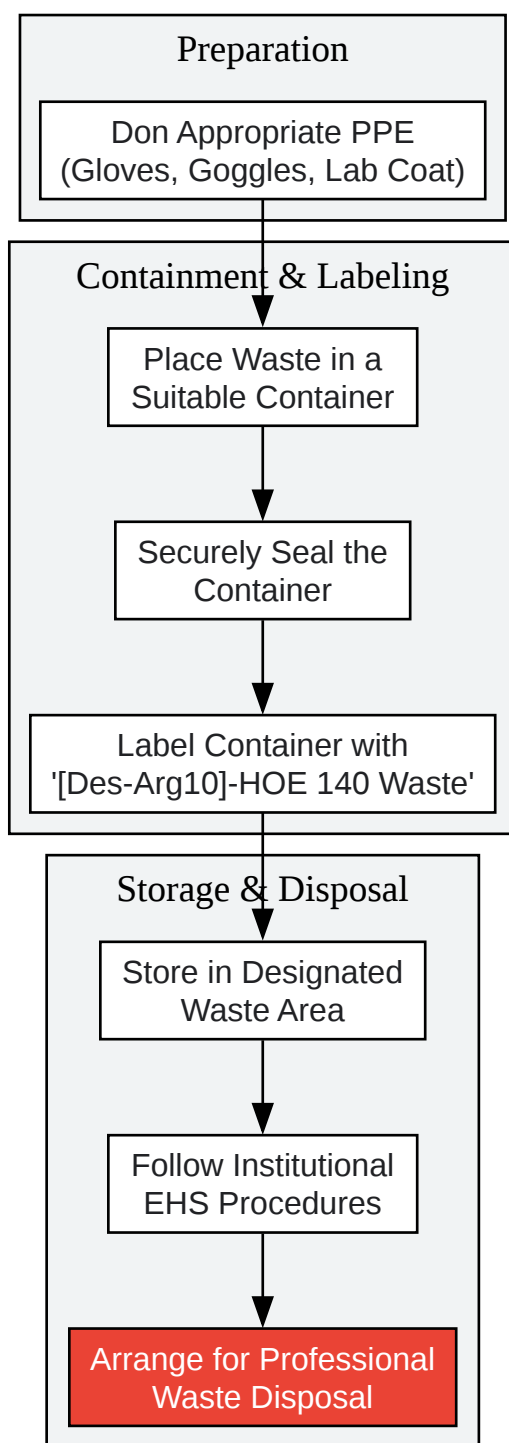 Preparation
Don Appropriate PPE
(Gloves, Goggles, Lab Coat)
Containment & Labeling
Place Waste in a
Suitable Container
Securely Seal the
Container
Label Container with
'[Des-Arg10]-HOE 140 Waste'
Storage & Disposal
Store in Designated
Waste Area
Follow Institutional
EHS Procedures
Arrange for Professional
Waste Disposal